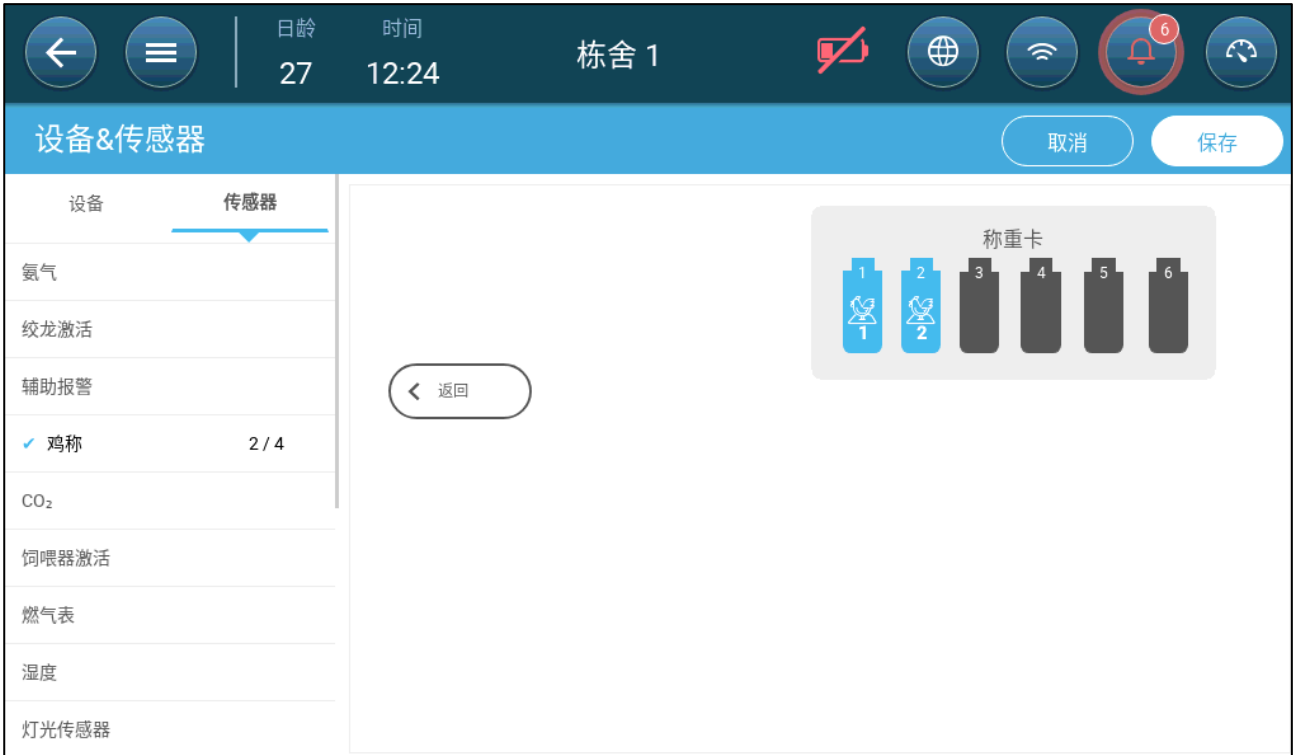 日龄
时间
27
12:24
栋舍 1
6
设备&传感器
取消
保存
设备
传感器
氨气
绞龙激活
辅助报警
鸡称
2 / 4
CO₂
饲喂器激活
燃气表
湿度
灯光传感器
返回
称重卡
1 2 3 4 5 6
1 2